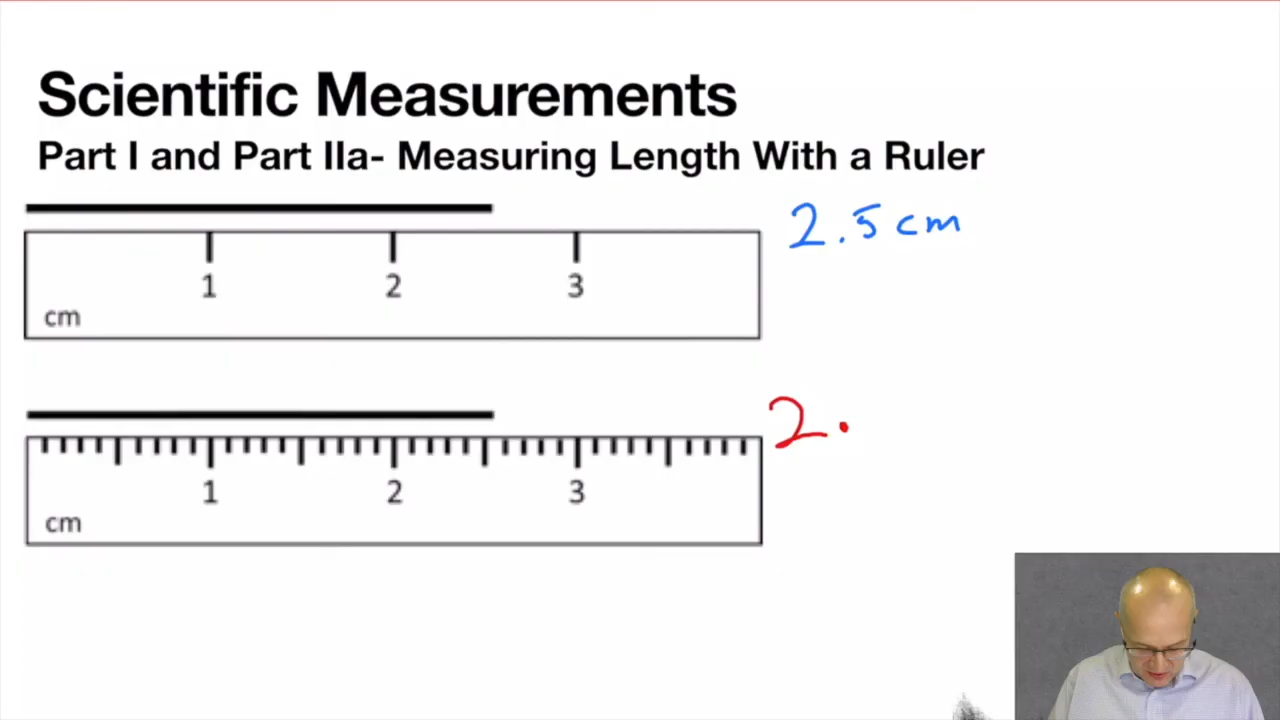 Scientific Measurements
Part I and Part IIa- Measuring Length With a Ruler
2.5 cm
1 2 3
cm
2.
1 2 3
cm